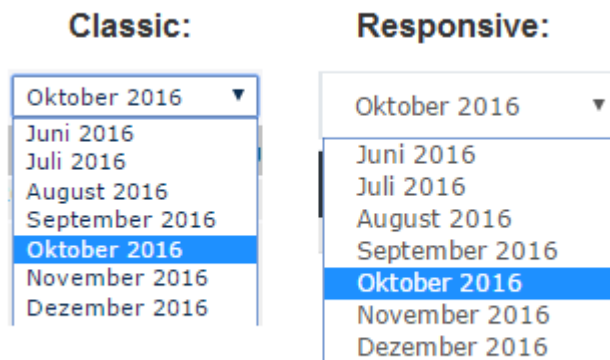 Classic:
Oktober 2016
Juni 2016
Juli 2016
August 2016
September 2016
Oktober 2016
November 2016
Dezember 2016
Responsive:
Oktober 2016
Juni 2016
Juli 2016
August 2016
September 2016
Oktober 2016
November 2016
Dezember 2016